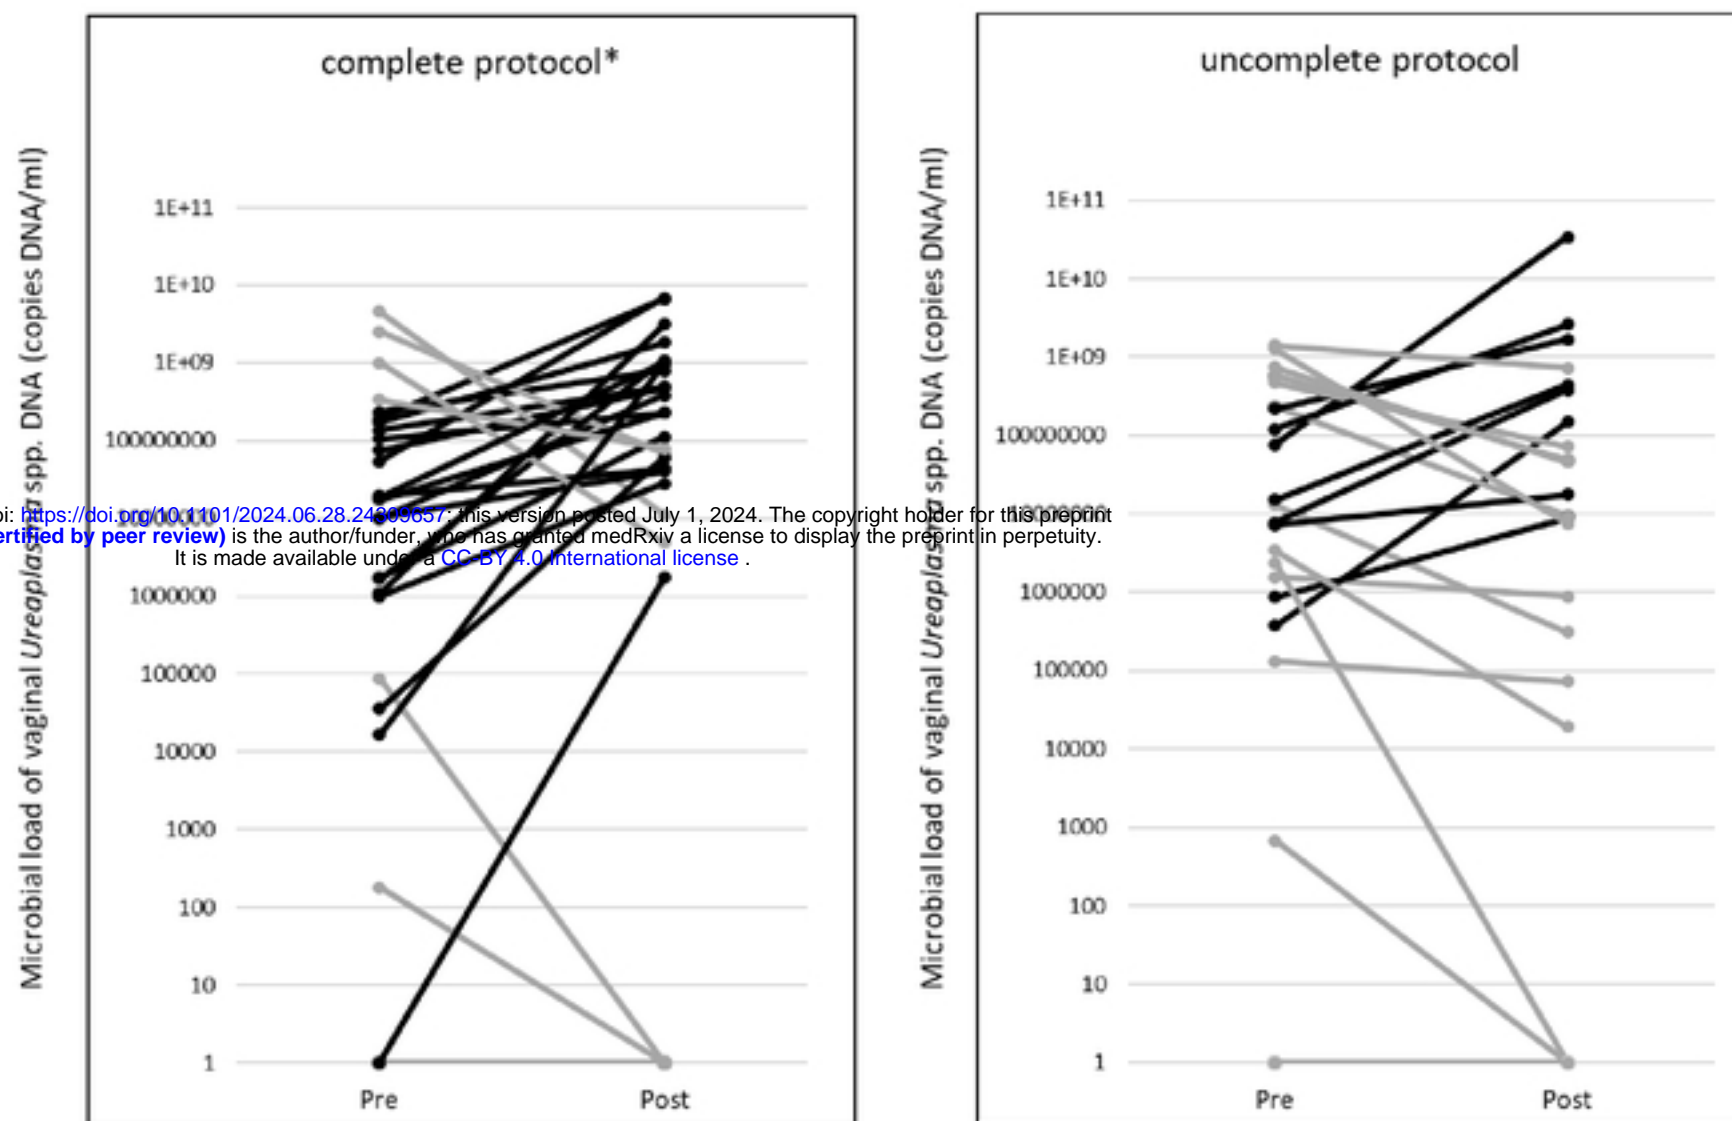 complete protocol*
Microbial load of vaginal Ureaplasma spp. DNA (copies DNA/ml)
1E+11
1E+10
1E+09
100000000
1000000
100000
10000
1000
100
10
1
Pre Post
uncomplete protocol
Microbial load of vaginal Ureaplasma spp. DNA (copies DNA/ml)
1E+11
1E+10
1E+09
100000000
1000000
100000
10000
1000
100
10
1
Pre Post
oi: https://doi.org/10.1101/2024.06.28.24309657; this version posted July 1, 2024. The copyright holder for this preprint
ertified by peer review) is the author/funder, who has granted medRxiv a license to display the preprint in perpetuity.
It is made available under a CC-BY 4.0 International license .